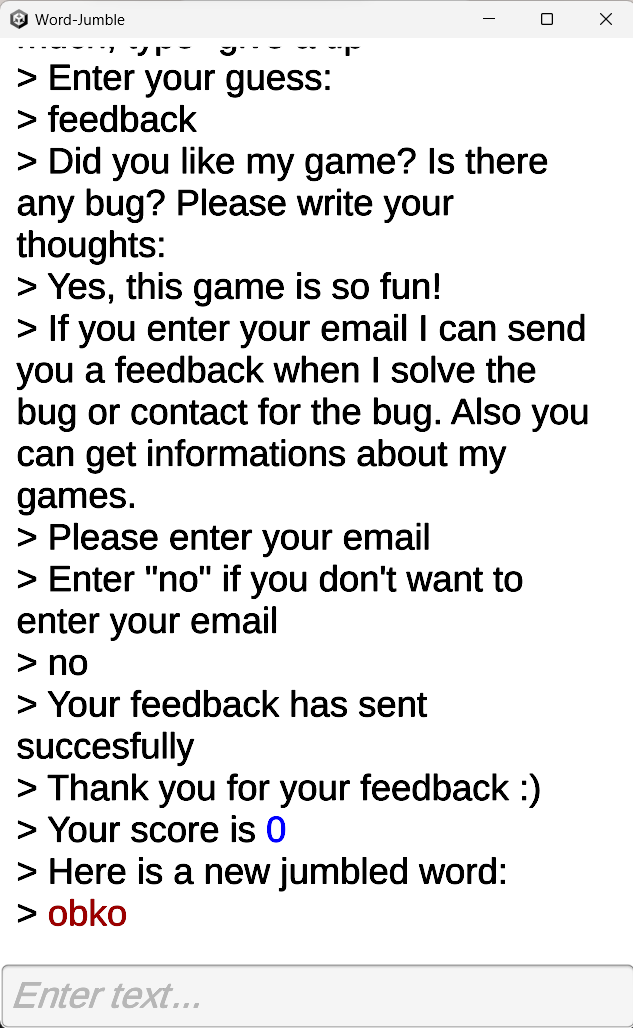 Word-Jumble
> Enter your guess:
> feedback
> Did you like my game? Is there
any bug? Please write your
thoughts:
> Yes, this game is so fun!
> If you enter your email I can send
you a feedback when I solve the
bug or contact for the bug. Also you
can get informations about my
games.
> Please enter your email
> Enter "no" if you don't want to
enter your email
> no
> Your feedback has sent
succesfully
> Thank you for your feedback :)
> Your score is 0
> Here is a new jumbled word:
> obko
Enter text...